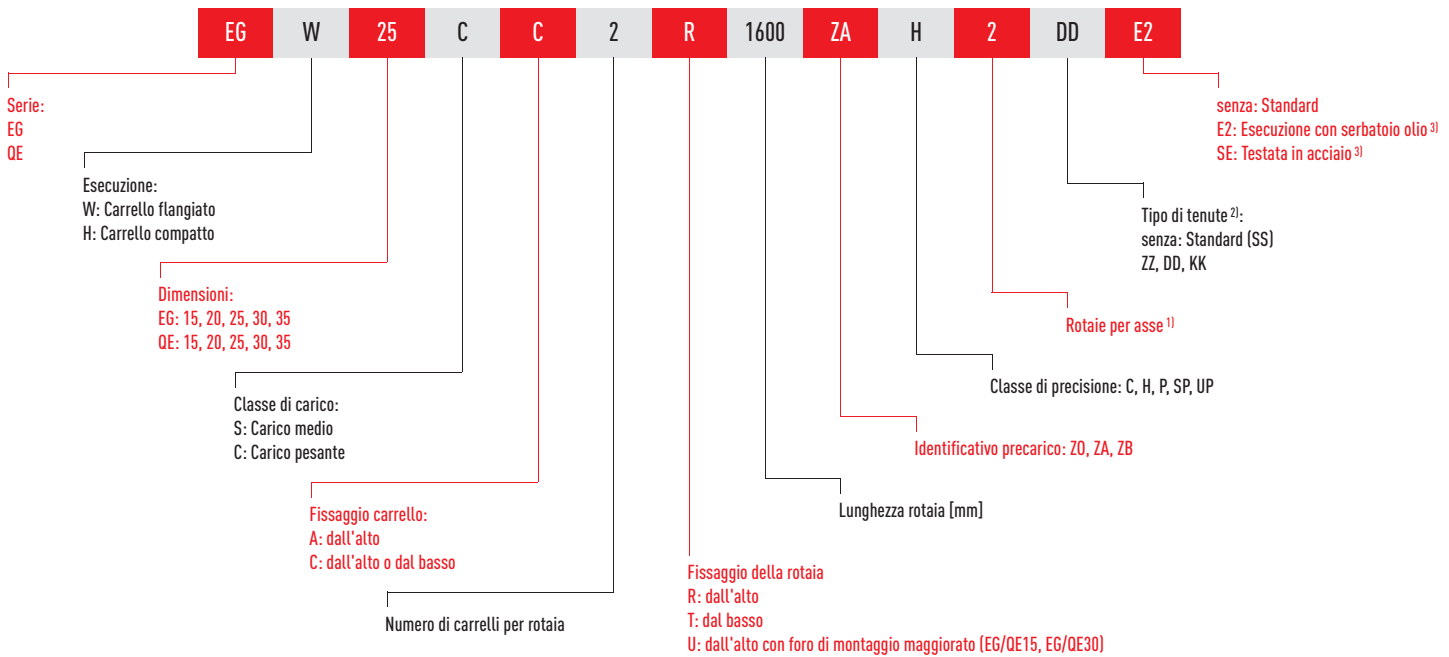 EG W 25 C C 2 R 1600 ZA H 2 DD E2
Serie:
EG
QE
Esecuzione:
W: Carrello flangiato
H: Carrello compatto
Dimensioni:
EG: 15, 20, 25, 30, 35
QE: 15, 20, 25, 30, 35
Classe di carico:
S: Carico medio
C: Carico pesante
Fissaggio carrello:
A: dall'alto
C: dall'alto o dal basso
Numero di carrelli per rotaia
Fissaggio della rotaia
R: dall'alto
T: dal basso
U: dall'alto con foro di montaggio maggiorato (EG/QE15, EG/QE30)
Lunghezza rotaia [mm]
Identificativo precarico: Z0, ZA, ZB
Classe di precisione: C, H, P, SP, UP
Rotaie per asse 1)
Tipo di tenute 2):
senza: Standard (SS)
ZZ, DD, KK
senza: Standard
E2: Esecuzione con serbatoio olio 3)
SE: Testata in acciaio 3)